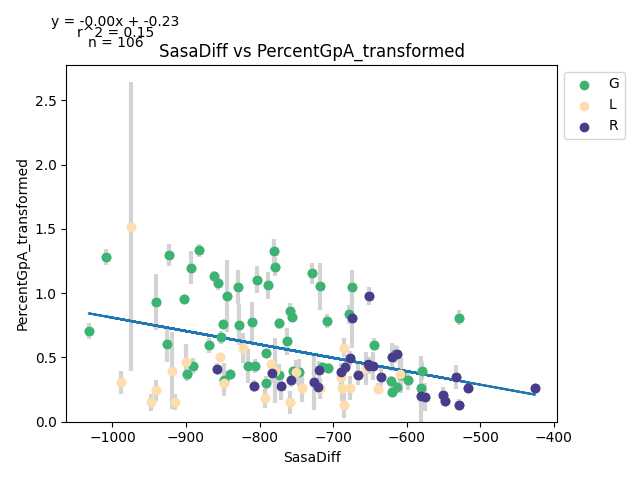 y = -0.00x + -0.23
r^2 = 0.15
n = 106
SasaDiff vs PercentGpA_transformed
G
L
R
PercentGpA_transformed
2.5
2.0
1.5
1.0
0.5
0.0
−1000 −900 −800 −700 −600 −500 −400
SasaDiff